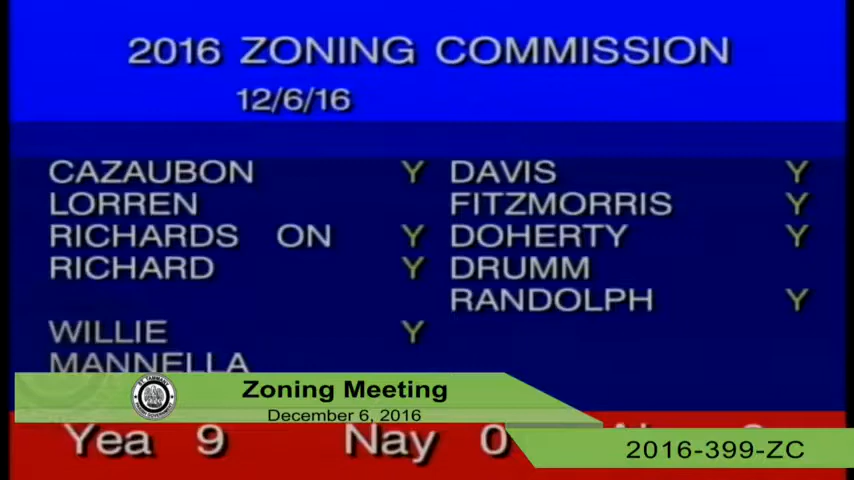 2016 ZONING COMMISSION
12/6/16
CAZAUBON Y DAVIS Y
LORREN FITZMORRIS Y
RICHARDS ON Y DOHERTY Y
RICHARD Y DRUMM
RANDOLPH Y
WILLIE Y
MANNELLA
Zoning Meeting
December 6, 2016
Yea 9 Nay 0
2016-399-ZC